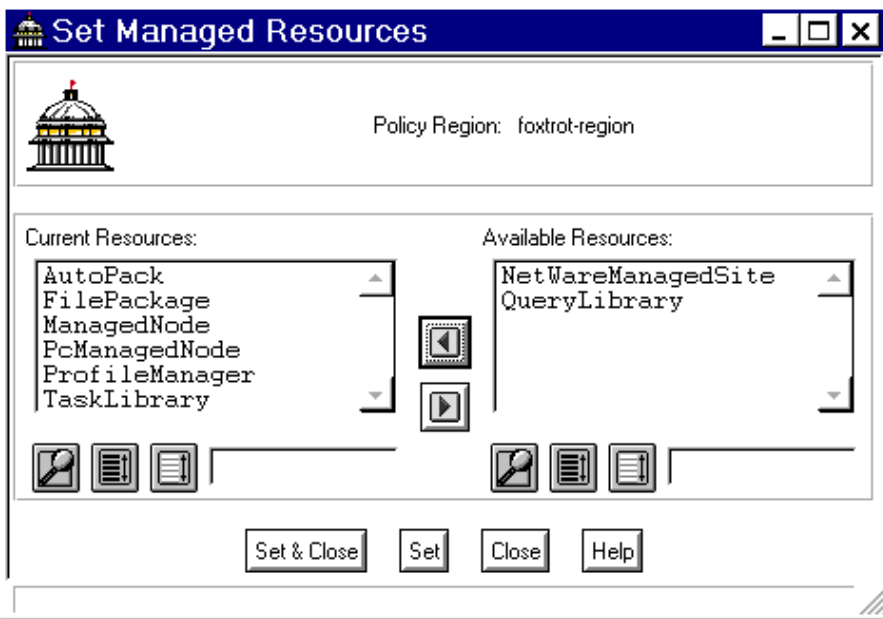 Set Managed Resources
Policy Region: foxtrot-region
Current Resources:
AutoPack
FilePackage
ManagedNode
PcManagedNode
ProfileManager
TaskLibrary
Available Resources:
NetWareManagedSite
QueryLibrary
Set & Close
Set
Close
Help